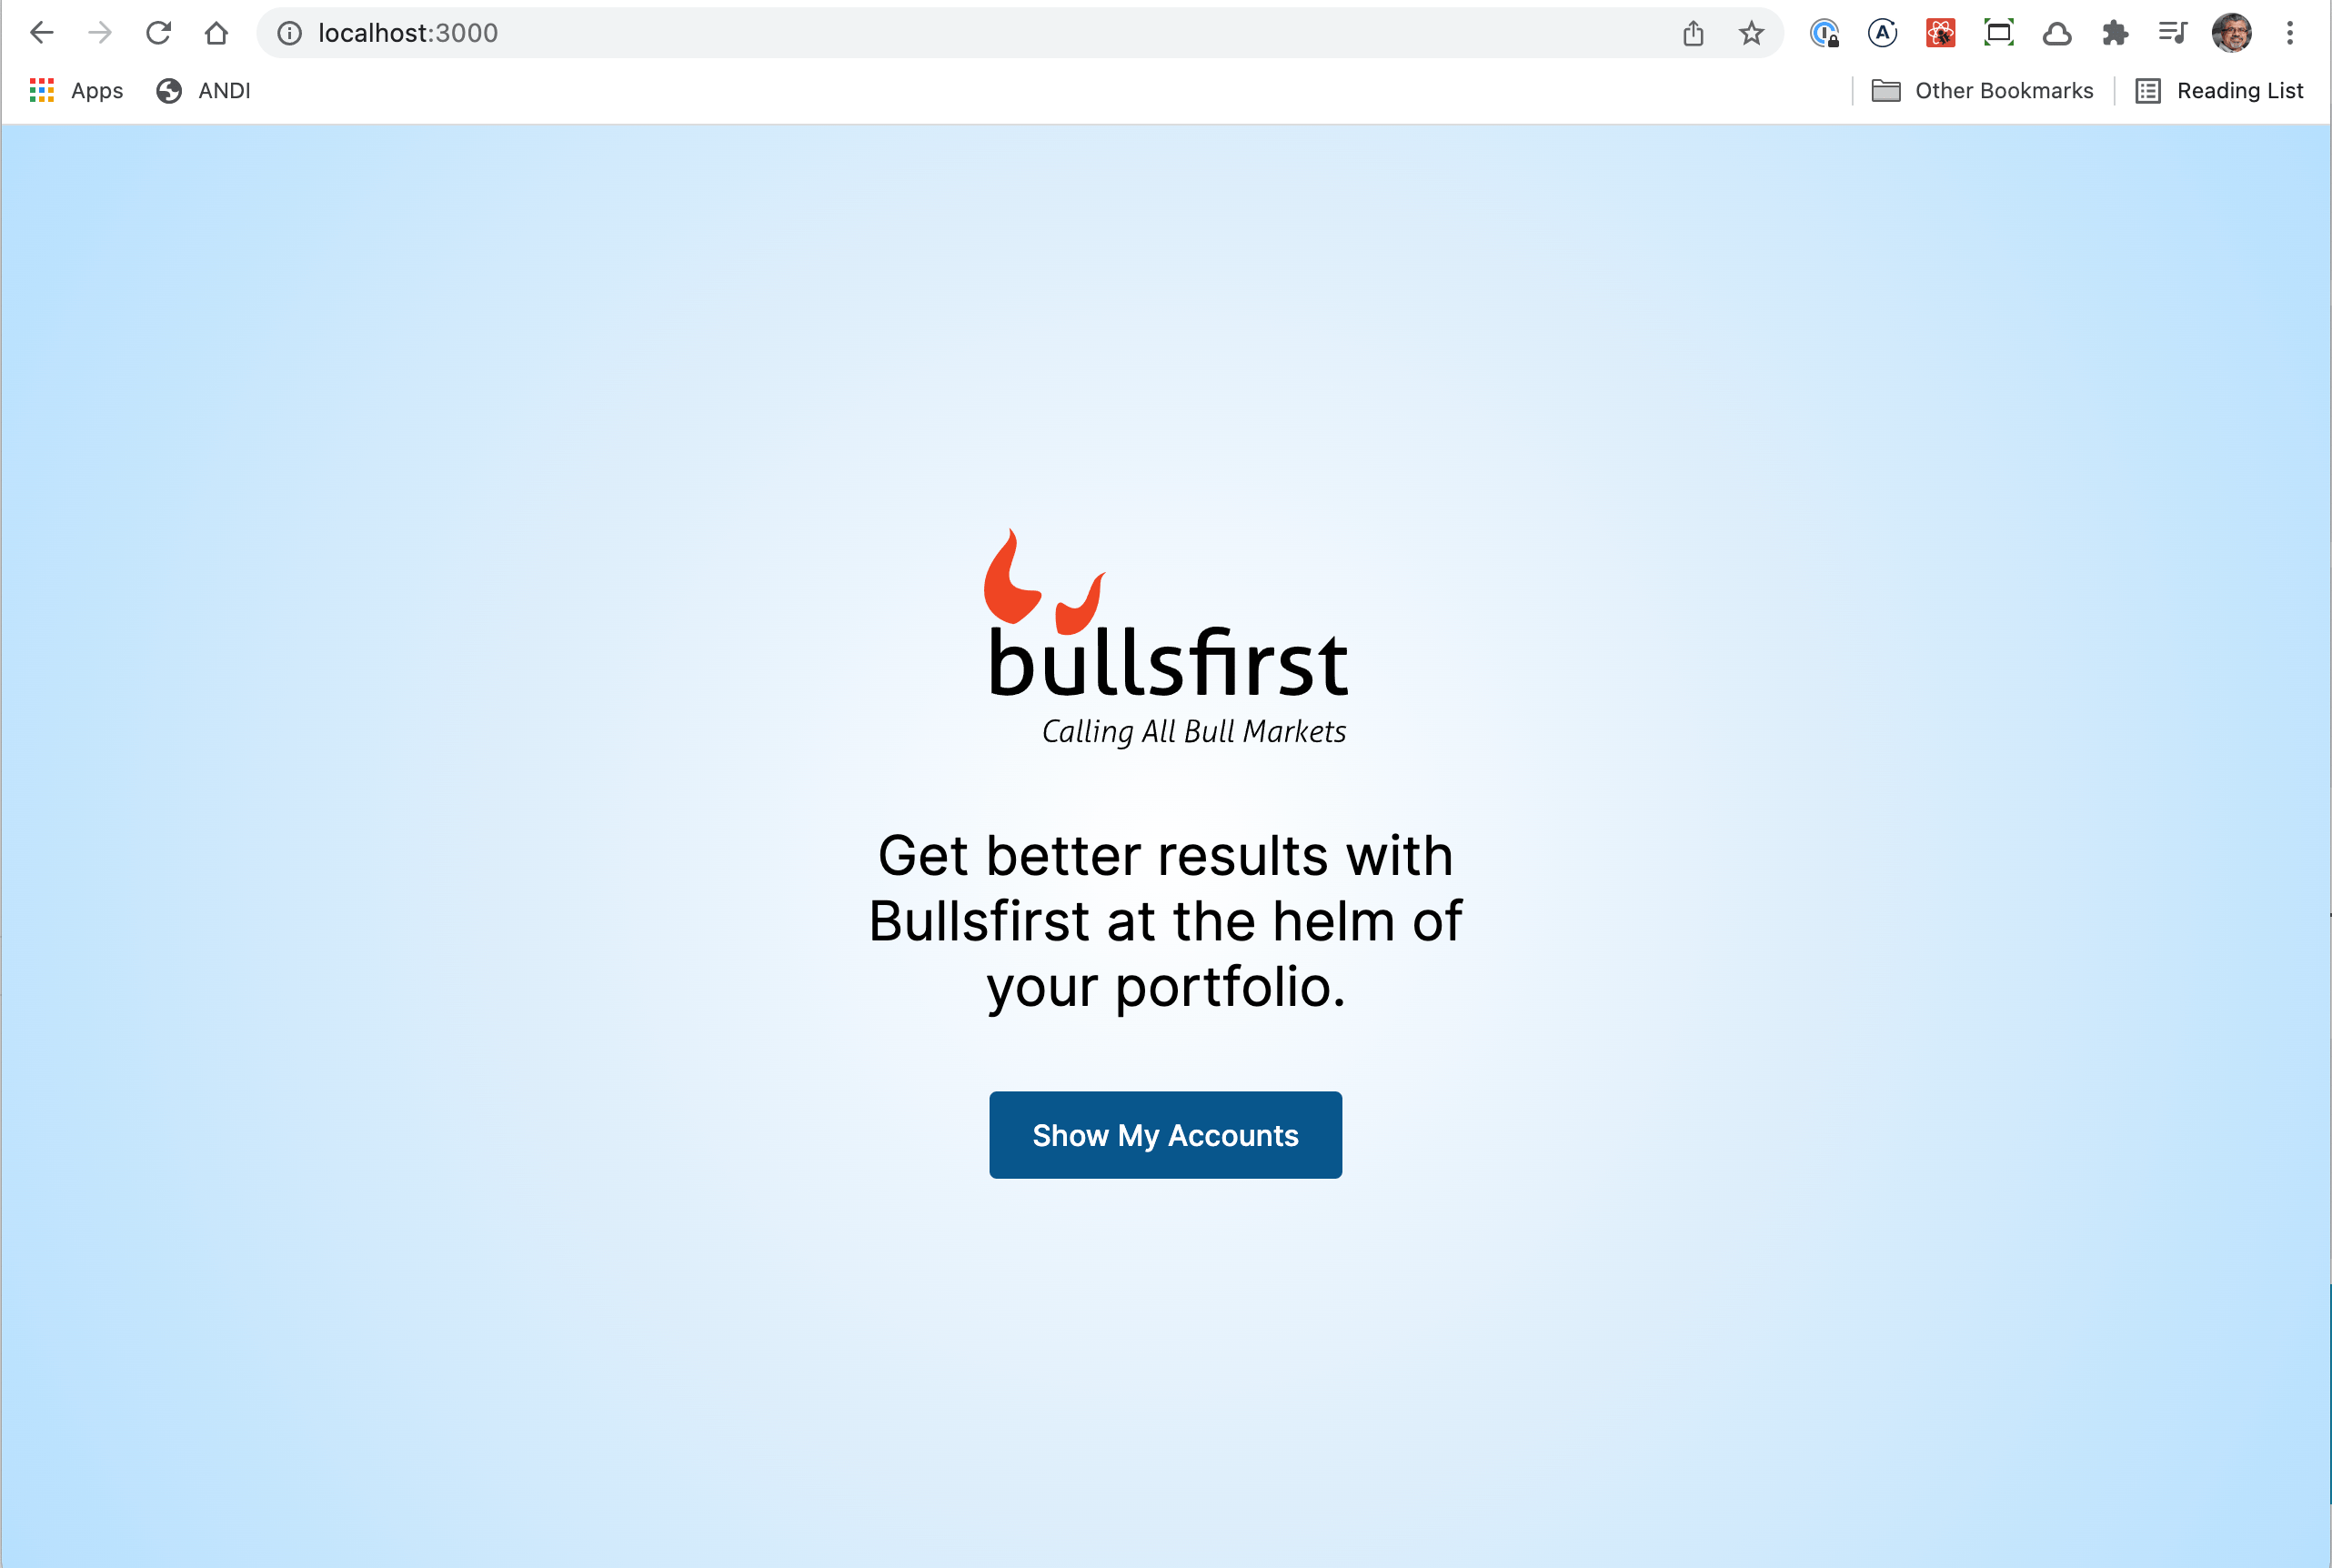 localhost:3000
Apps ANDI Other Bookmarks Reading List
bullsfirst
Calling All Bull Markets
Get better results with
Bullsfirst at the helm of
your portfolio.
Show My Accounts